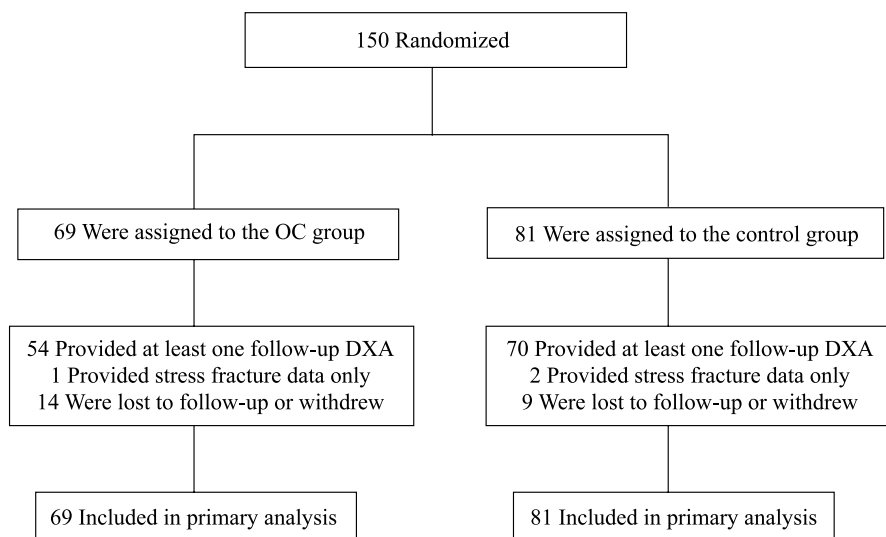 150 Randomized
69 Were assigned to the OC group
81 Were assigned to the control group
54 Provided at least one follow-up DXA
1 Provided stress fracture data only
14 Were lost to follow-up or withdrew
70 Provided at least one follow-up DXA
2 Provided stress fracture data only
9 Were lost to follow-up or withdrew
69 Included in primary analysis
81 Included in primary analysis